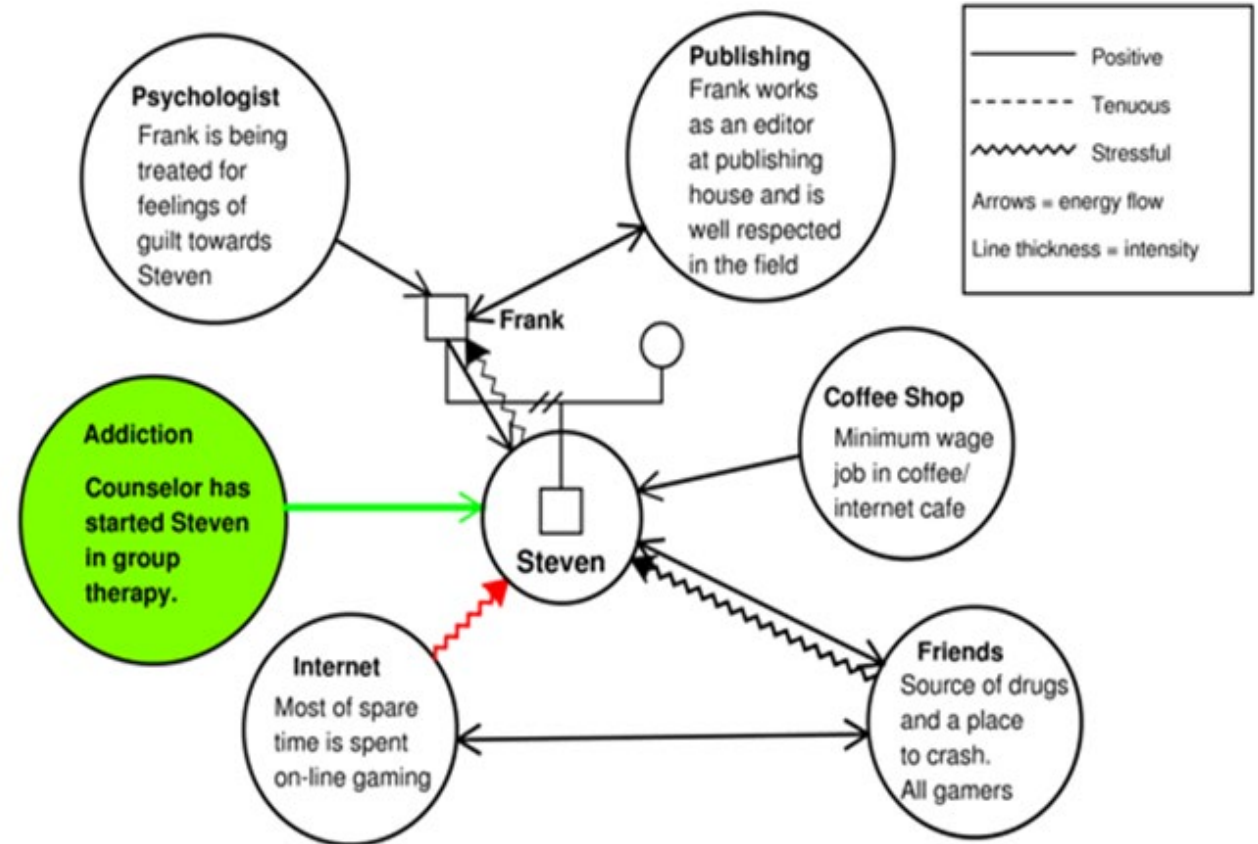 Psychologist
Frank is being
treated for
feelings of
guilt towards
Steven
Publishing
Frank works
as an editor
at publishing
house and is
well respected
in the field
Positive
Tenuous
Stressful
Arrows = energy flow
Line thickness = intensity
Frank
Coffee Shop
Minimum wage
job in coffee/
internet cafe
Addiction
Counselor has
started Steven
in group
therapy.
Steven
Internet
Most of spare
time is spent
on-line gaming
Friends
Source of drugs
and a place
to crash.
All gamers